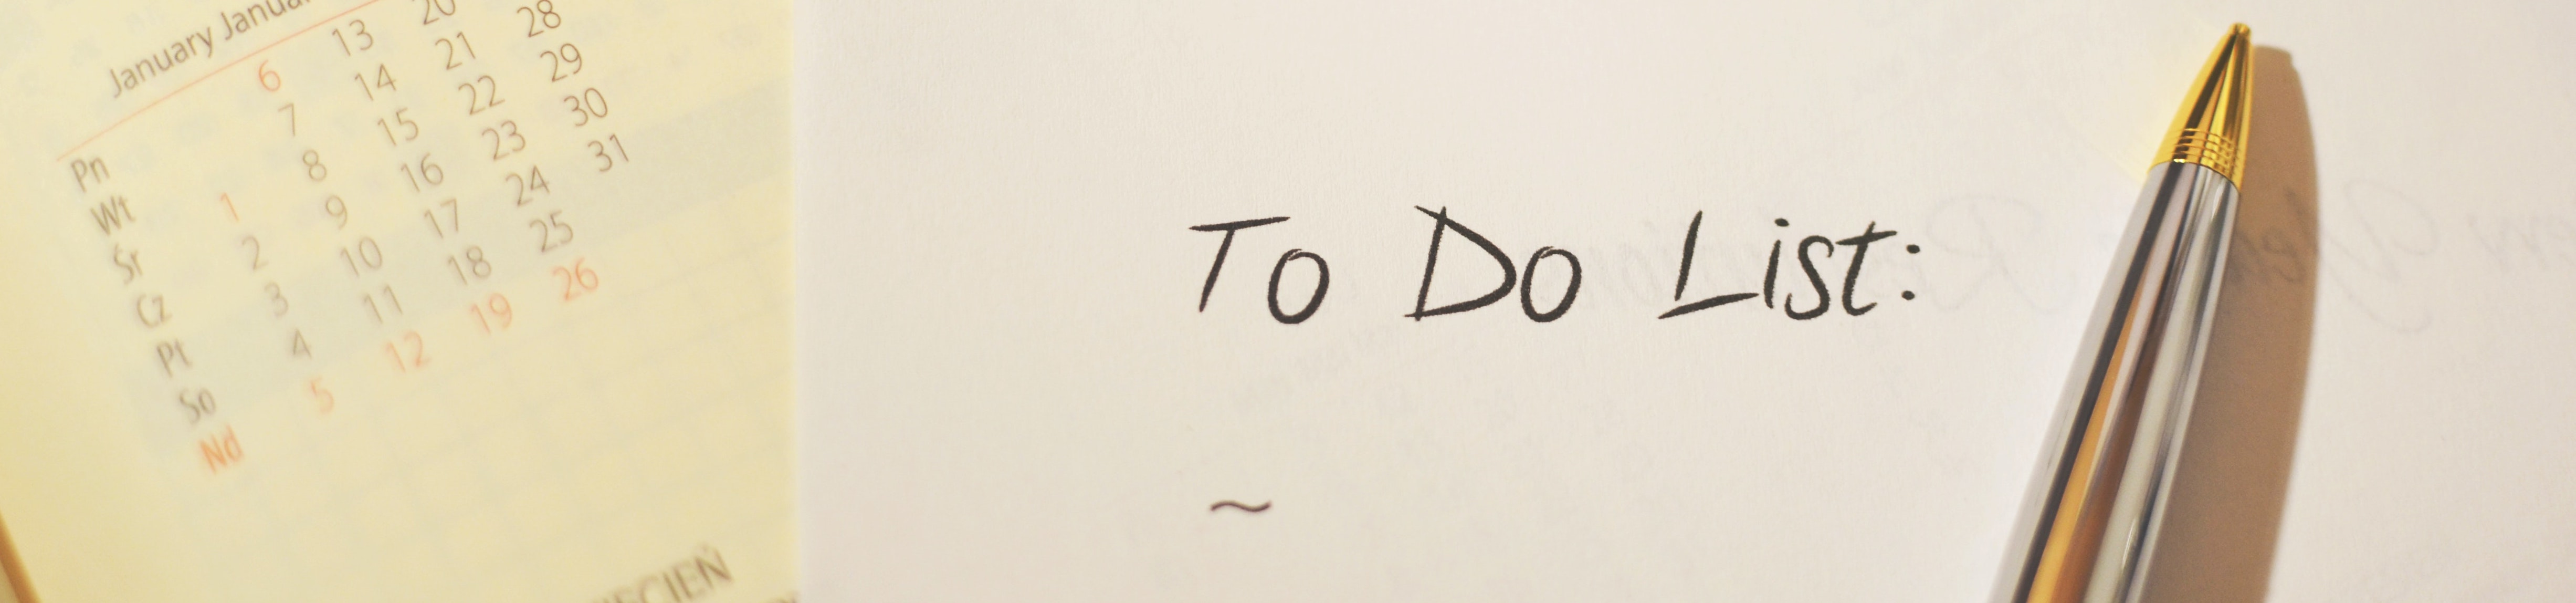 January Januar
Pn 6 13 20
Wt 7 14 21 28
Śr 1 8 15 22 29
Cz 2 9 16 23 30
Pt 3 10 17 24 31
So 4 11 18 25
Nd 5 12 19 26
ECIEŃ
To Do List:
~